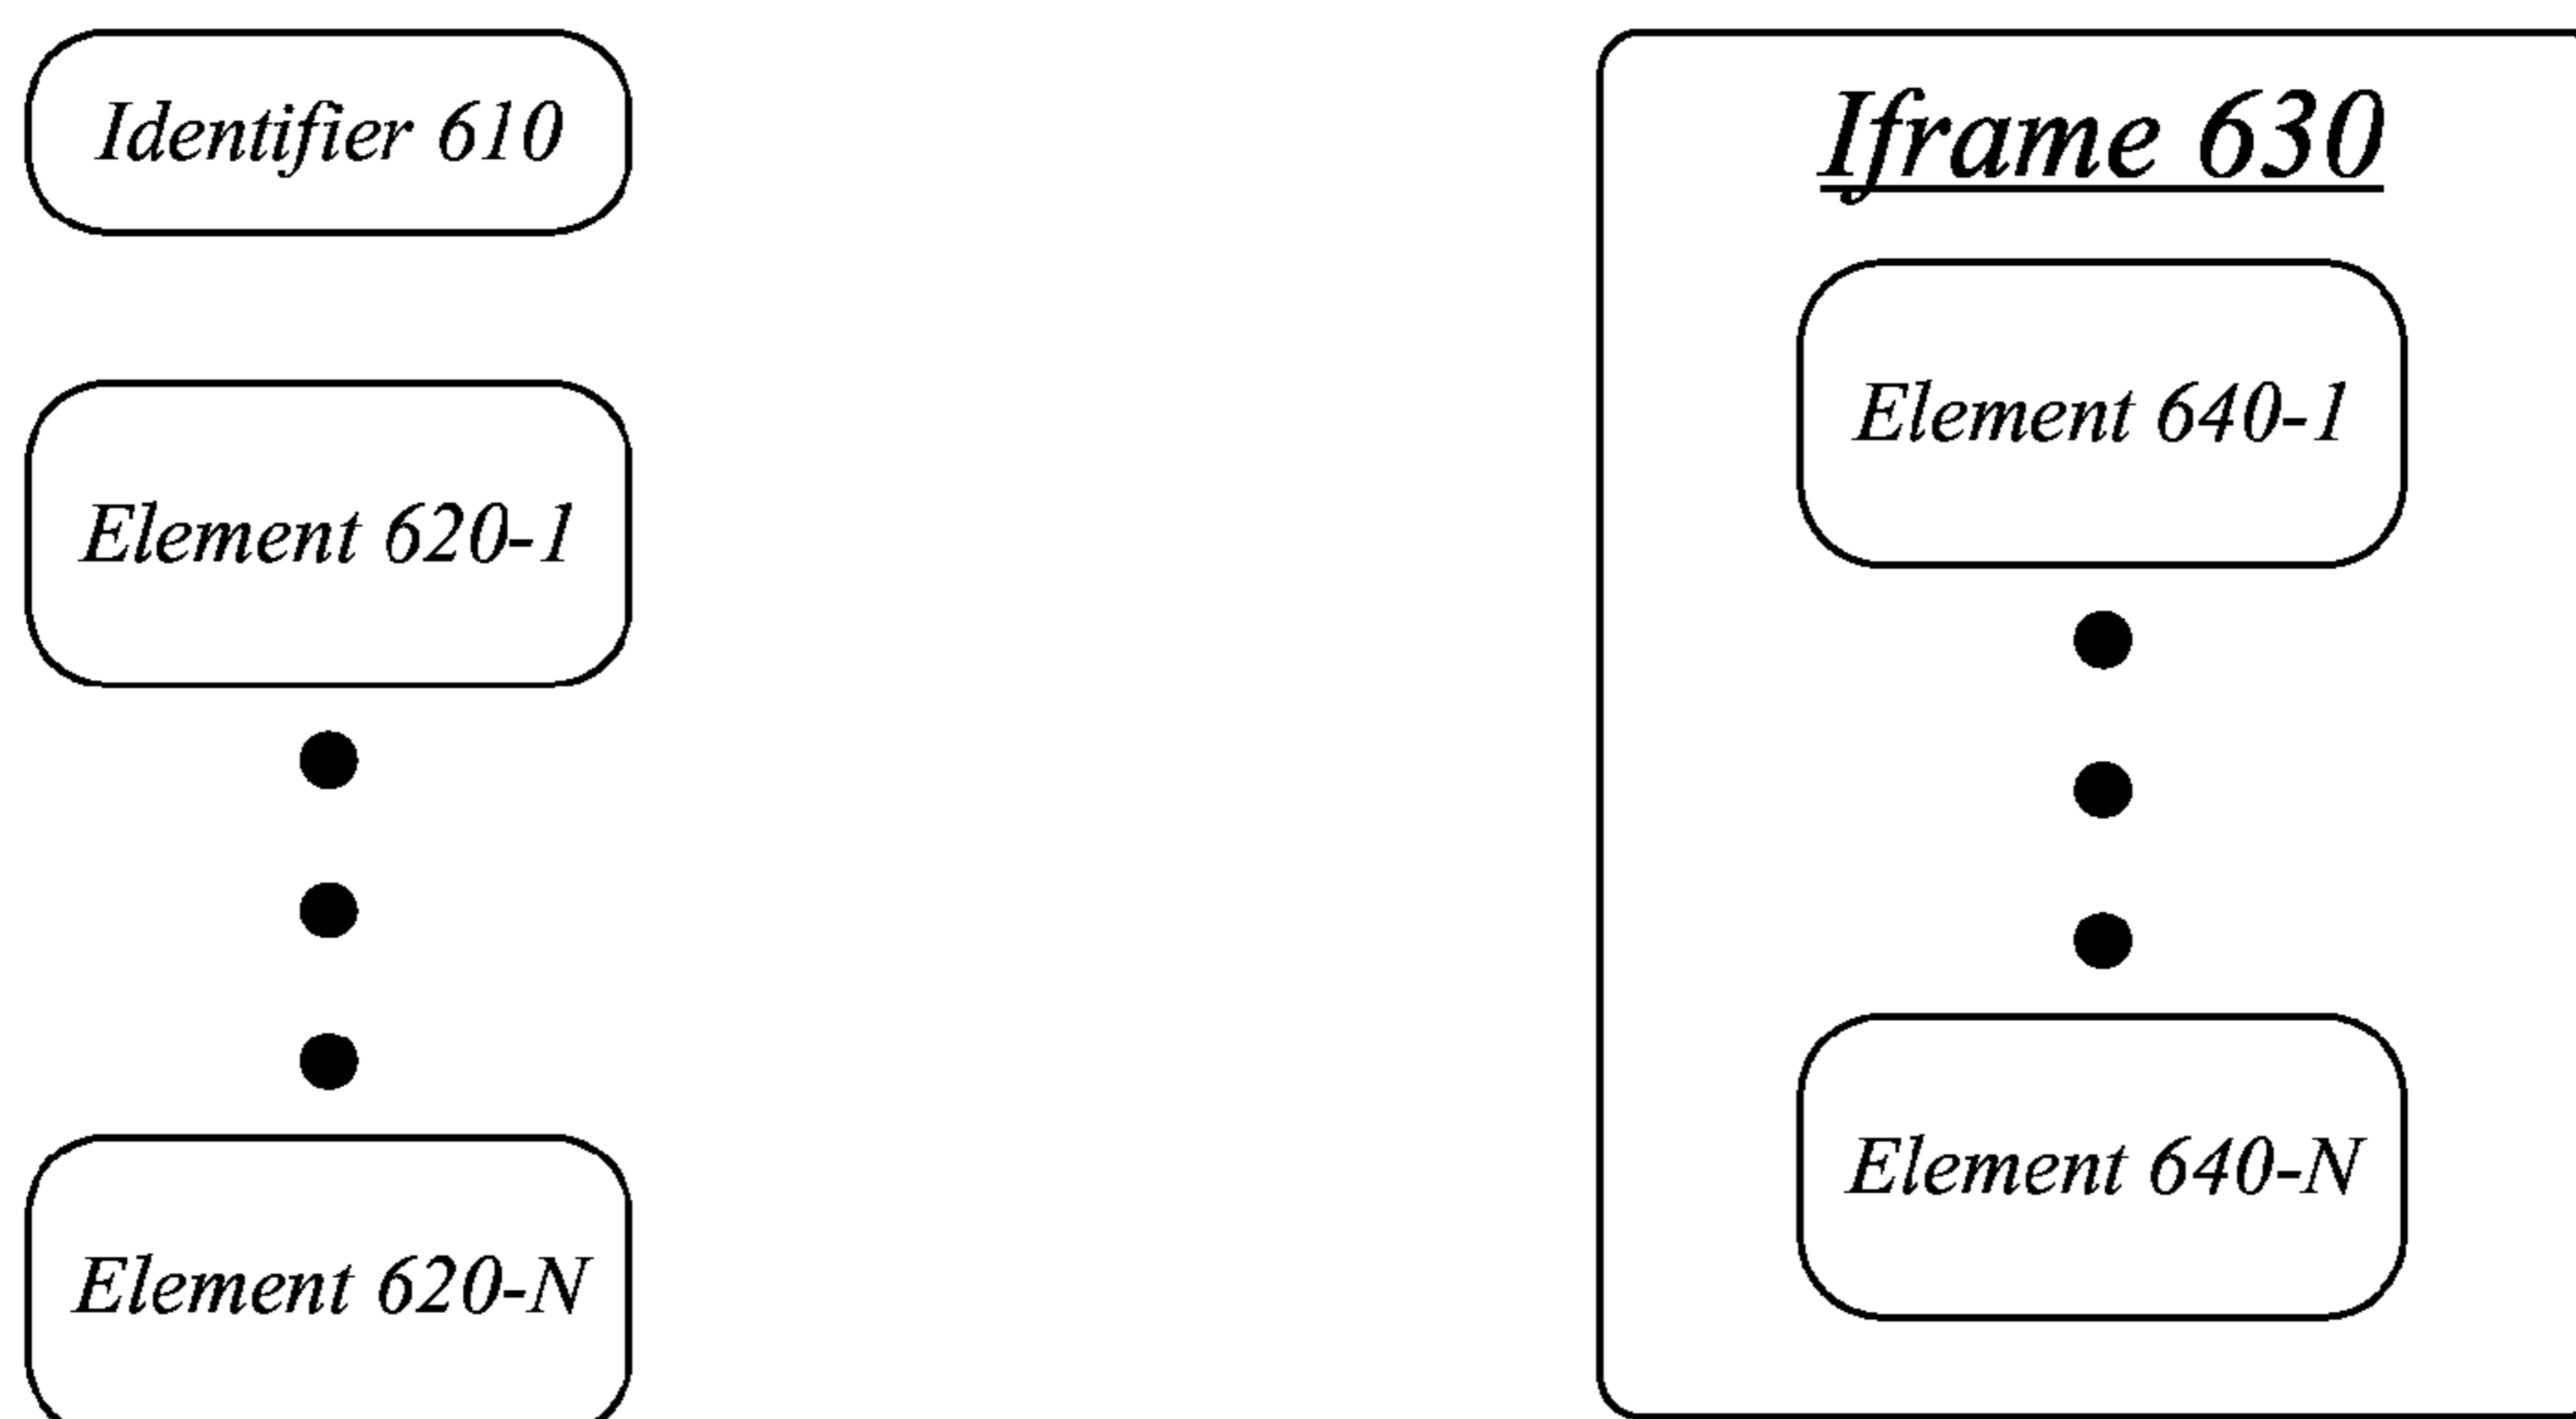 Identifier 610
Element 620-1
Element 620-N
Iframe 630
Element 640-1
Element 640-N